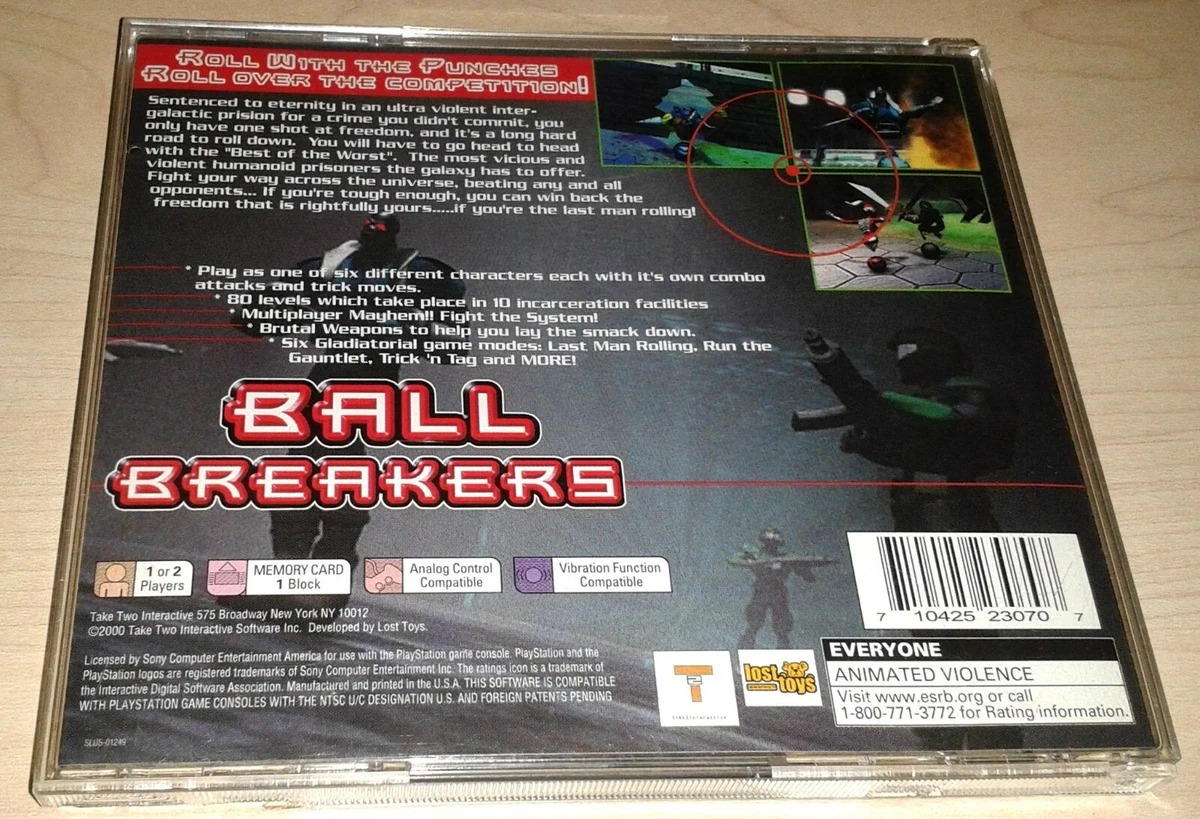 Roll With the Punches
Roll over the competition!
Sentenced to eternity in an ultra violent inter-
galactic prision for a crime you didn't commit, you
only have one shot at freedom, and it's a long hard
road to roll down. You will have to go head to head
with the "Best of the Worst". The most vicious and
violent humanoid prisoners the galaxy has to offer.
Fight your way across the universe, beating any and all
opponents... If you're tough enough, you can win back the
freedom that is rightfully yours.....if you're the last man rolling!
* Play as one of six different characters each with it's own combo
attacks and trick moves.
* 80 levels which take place in 10 incarceration facilities
* Multiplayer Mayhem!! Fight the System!
* Brutal Weapons to help you lay the smack down.
* Six Gladiatorial game modes: Last Man Rolling, Run the
Gauntlet, Trick 'n Tag and MORE!
BALL
BREAKERS
1 or 2
Players
MEMORY CARD
1 Block
Analog Control
Compatible
Vibration Function
Compatible
Take Two Interactive 575 Broadway New York NY 10012
©2000 Take Two Interactive Software Inc. Developed by Lost Toys.
Licensed by Sony Computer Entertainment America for use with the PlayStation game console. PlayStation and the
PlayStation logos are registered trademarks of Sony Computer Entertainment Inc. The ratings icon is a trademark of
the Interactive Digital Software Association. Manufactured and printed in the U.S.A. THIS SOFTWARE IS COMPATIBLE
WITH PLAYSTATION GAME CONSOLES WITH THE NTSC U/C DESIGNATION U.S. AND FOREIGN PATENTS PENDING
SLUS-01249
T2
lost
toys
7 10425 23070 7
EVERYONE
ANIMATED VIOLENCE
Visit www.esrb.org or call
1-800-771-3772 for Rating information.